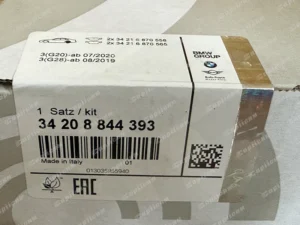 2x 34 21 6 870 558
2x 34 21 6 870 565
3(G20)-ab 07/2020
3(G28)-ab 08/2019
BMW
GROUP
1 Satz / kit
34 20 8 844 393
Made in Italy
01
EAC